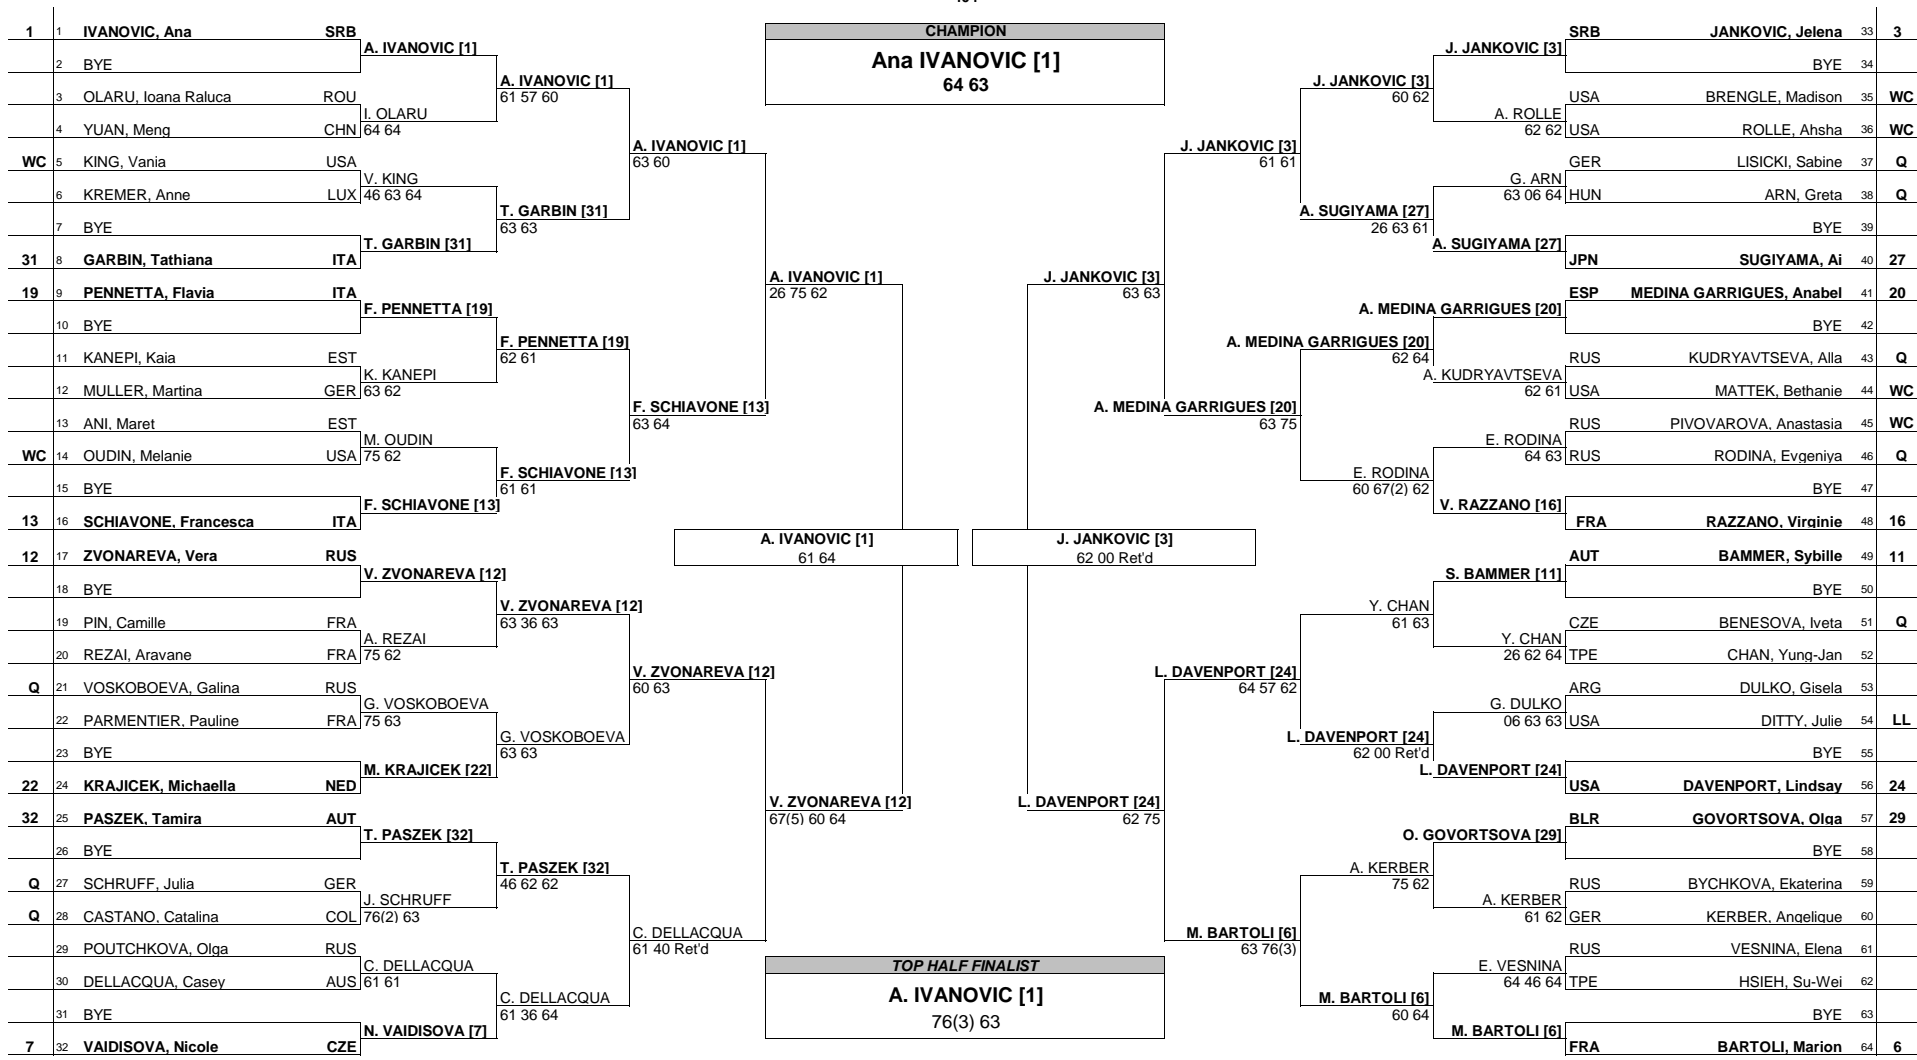 1 1 IVANOVIC, Ana SRB
A. IVANOVIC [1]
2 BYE
A. IVANOVIC [1]
61 57 60
3 OLARU, Ioana Raluca ROU
I. OLARU
4 YUAN, Meng CHN 64 64
A. IVANOVIC [1]
63 60
WC 5 KING, Vania USA
V. KING
6 KREMER, Anne LUX 46 63 64
T. GARBIN [31]
63 63
7 BYE
T. GARBIN [31]
31 8 GARBIN, Tathiana ITA
A. IVANOVIC [1]
26 75 62
19 9 PENNETTA, Flavia ITA
F. PENNETTA [19]
10 BYE
F. PENNETTA [19]
62 61
11 KANEPI, Kaia EST
K. KANEPI
12 MULLER, Martina GER 63 62
F. SCHIAVONE [13]
63 64
13 ANI, Maret EST
M. OUDIN
WC 14 OUDIN, Melanie USA 75 62
F. SCHIAVONE [13]
61 61
15 BYE
F. SCHIAVONE [13]
13 16 SCHIAVONE, Francesca ITA
A. IVANOVIC [1]
61 64
12 17 ZVONAREVA, Vera RUS
V. ZVONAREVA [12]
18 BYE
V. ZVONAREVA [12]
63 36 63
19 PIN, Camille FRA
A. REZAI
20 REZAI, Aravane FRA 75 62
V. ZVONAREVA [12]
60 63
Q 21 VOSKOBOEVA, Galina RUS
G. VOSKOBOEVA
22 PARMENTIER, Pauline FRA 75 63
G. VOSKOBOEVA
63 63
23 BYE
M. KRAJICEK [22]
22 24 KRAJICEK, Michaella NED
V. ZVONAREVA [12]
67(5) 60 64
32 25 PASZEK, Tamira AUT
T. PASZEK [32]
26 BYE
T. PASZEK [32]
46 62 62
Q 27 SCHRUFF, Julia GER
J. SCHRUFF
Q 28 CASTANO, Catalina COL 76(2) 63
C. DELLACQUA
61 40 Ret'd
29 POUTCHKOVA, Olga RUS
C. DELLACQUA
30 DELLACQUA, Casey AUS 61 61
C. DELLACQUA
61 36 64
31 BYE
N. VAIDISOVA [7]
7 32 VAIDISOVA, Nicole CZE
CHAMPION
Ana IVANOVIC [1]
64 63
TOP HALF FINALIST
A. IVANOVIC [1]
76(3) 63
SRB JANKOVIC, Jelena 33 3
J. JANKOVIC [3]
BYE 34
J. JANKOVIC [3]
60 62
USA BRENGLE, Madison 35 WC
A. ROLLE
62 62 USA ROLLE, Ahsha 36 WC
J. JANKOVIC [3]
61 61
GER LISICKI, Sabine 37 Q
G. ARN
63 06 64 HUN ARN, Greta 38 Q
A. SUGIYAMA [27]
26 63 61
BYE 39
A. SUGIYAMA [27]
JPN SUGIYAMA, Ai 40 27
J. JANKOVIC [3]
63 63
ESP MEDINA GARRIGUES, Anabel 41 20
A. MEDINA GARRIGUES [20]
BYE 42
A. MEDINA GARRIGUES [20]
62 64
RUS KUDRYAVTSEVA, Alla 43 Q
A. KUDRYAVTSEVA
62 61 USA MATTEK, Bethanie 44 WC
A. MEDINA GARRIGUES [20]
63 75
RUS PIVOVAROVA, Anastasia 45 WC
E. RODINA
64 63 RUS RODINA, Evgeniya 46 Q
E. RODINA
60 67(2) 62
BYE 47
V. RAZZANO [16]
FRA RAZZANO, Virginie 48 16
J. JANKOVIC [3]
62 00 Ret'd
AUT BAMMER, Sybille 49 11
S. BAMMER [11]
BYE 50
Y. CHAN
61 63
CZE BENESOVA, Iveta 51 Q
Y. CHAN
26 62 64 TPE CHAN, Yung-Jan 52
L. DAVENPORT [24]
64 57 62
ARG DULKO, Gisela 53
G. DULKO
06 63 63 USA DITTY, Julie 54 LL
L. DAVENPORT [24]
62 00 Ret'd
BYE 55
L. DAVENPORT [24]
USA DAVENPORT, Lindsay 56 24
L. DAVENPORT [24]
62 75
BLR GOVORTSOVA, Olga 57 29
O. GOVORTSOVA [29]
BYE 58
A. KERBER
75 62
RUS BYCHKOVA, Ekaterina 59
A. KERBER
61 62 GER KERBER, Angelique 60
M. BARTOLI [6]
63 76(3)
RUS VESNINA, Elena 61
E. VESNINA
64 46 64 TPE HSIEH, Su-Wei 62
M. BARTOLI [6]
60 64
BYE 63
M. BARTOLI [6]
FRA BARTOLI, Marion 64 6